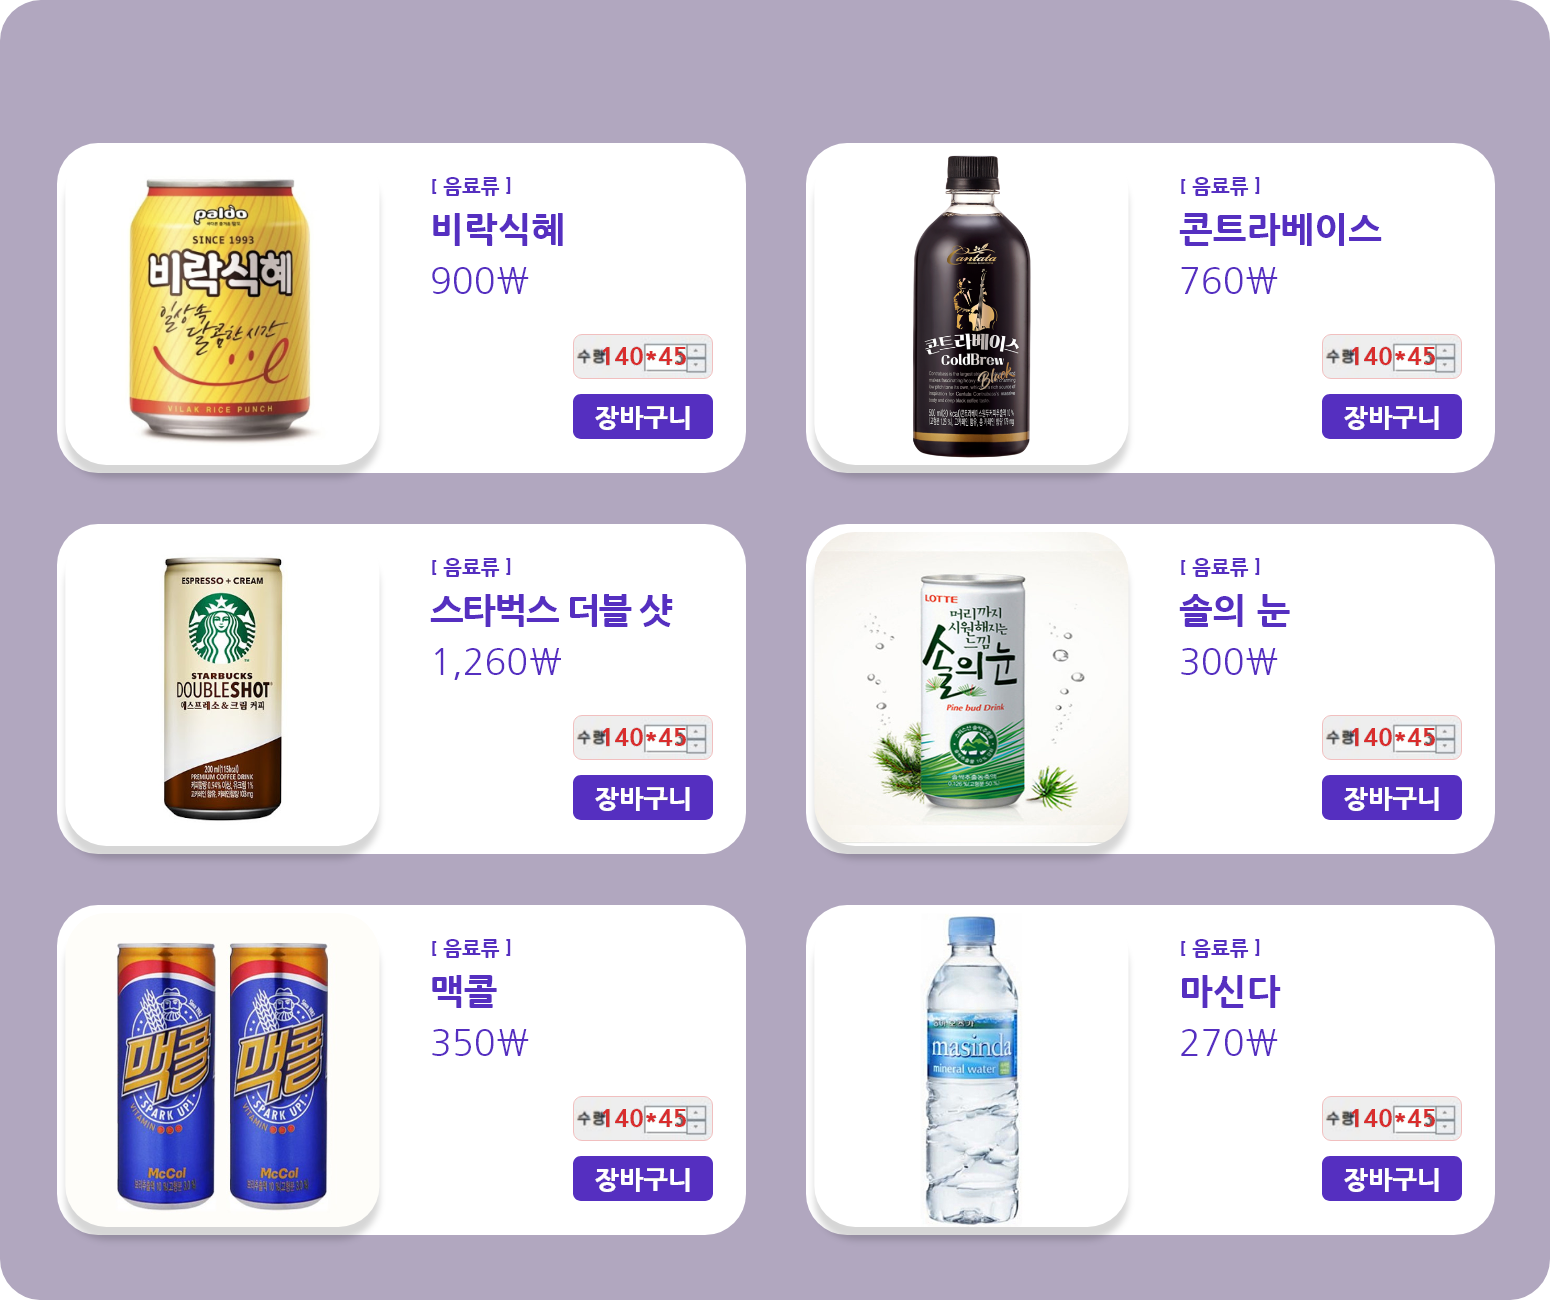 paldo
SINCE 1993
비락식혜
일상속
달콤한 시간
VILAK RICE PUNCH
[ 음료류 ]
비락식혜
900₩
수량 140*45
장바구니
Cantata
콘트라베이스
ColdBrew
Black
[ 음료류 ]
콘트라베이스
760₩
수량 140*45
장바구니
ESPRESSO + CREAM
STARBUCKS
DOUBLESHOT
에스프레소&크림 커피
200 ml(115kcal)
PREMIUM COFFEE DRINK
[ 음료류 ]
스타벅스 더블 샷
1,260₩
수량 140*45
장바구니
LOTTE
머리까지
시원해지는
느낌
솔의눈
Pine bud Drink
[ 음료류 ]
솔의 눈
300₩
수량 140*45
장바구니
맥콜
SPARK UP!
VITAMIN
McCol
맥콜
SPARK UP!
VITAMIN
McCol
[ 음료류 ]
맥콜
350₩
수량 140*45
장바구니
masinda
mineral water
[ 음료류 ]
마신다
270₩
수량 140*45
장바구니